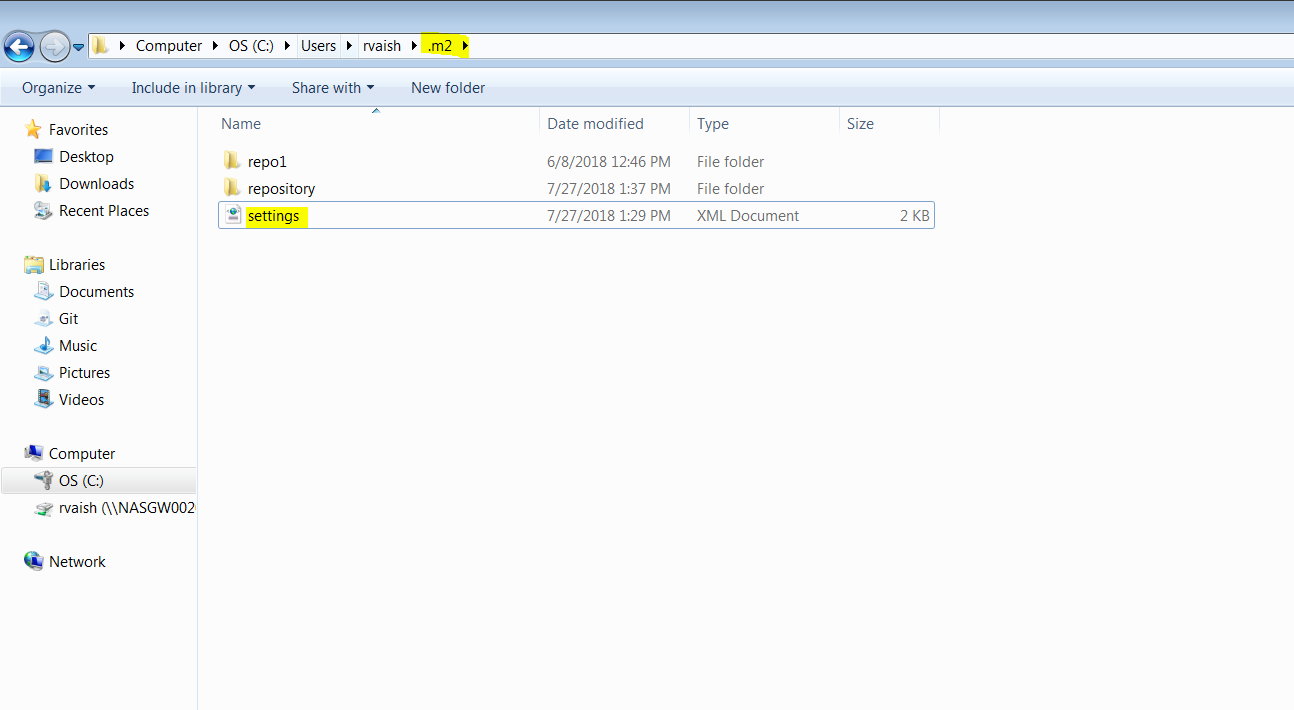 Computer OS (C:) Users rvaish .m2
Organize Include in library Share with New folder
Name Date modified Type Size
repo1 6/8/2018 12:46 PM File folder
repository 7/27/2018 1:37 PM File folder
settings 7/27/2018 1:29 PM XML Document 2 KB
Favorites
Desktop
Downloads
Recent Places
Libraries
Documents
Git
Music
Pictures
Videos
Computer
OS (C:)
rvaish (\\NASGW002
Network